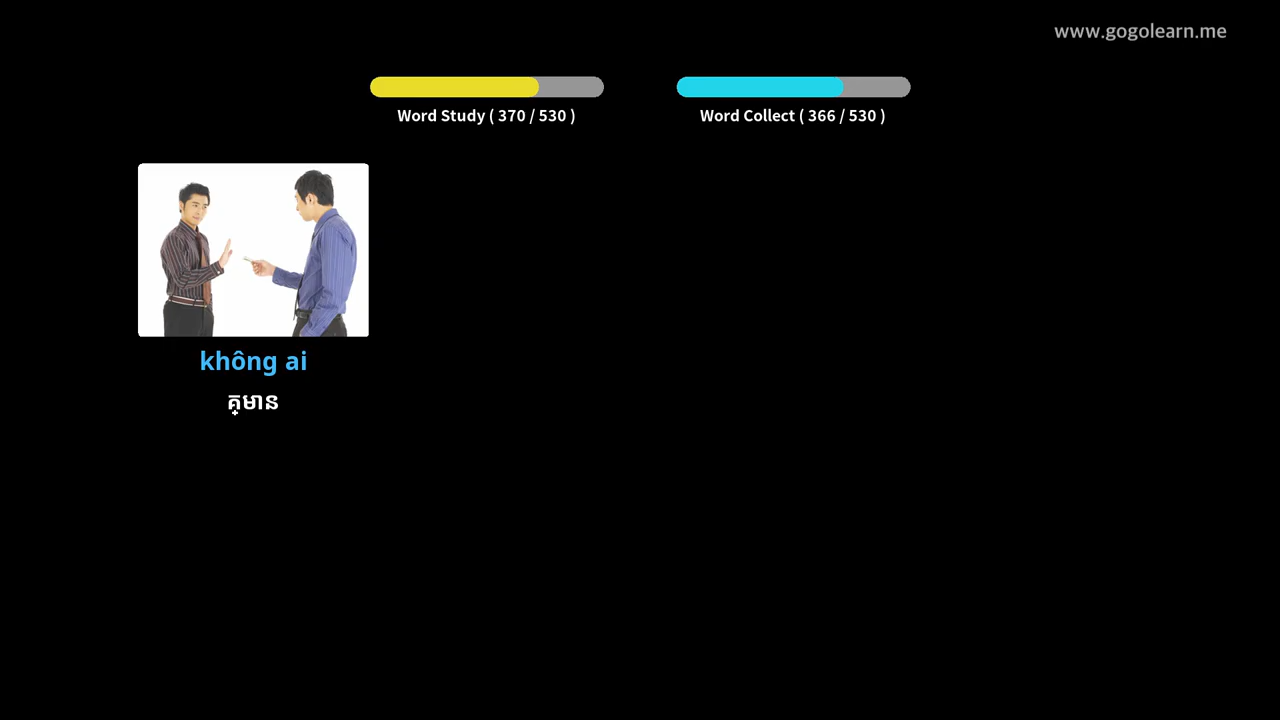 www.gogolearn.me
Word Study ( 370 / 530 )
Word Collect ( 366 / 530 )
không ai
គ្មាន